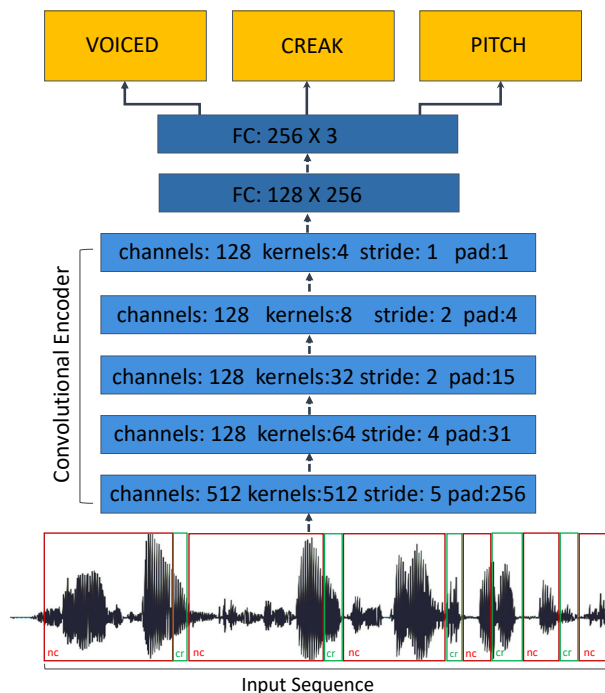 VOICED CREAK PITCH
FC: 256 X 3
FC: 128 X 256
channels: 128 kernels:4 stride: 1 pad:1
channels: 128 kernels:8 stride: 2 pad:4
channels: 128 kernels:32 stride: 2 pad:15
channels: 128 kernels:64 stride: 4 pad:31
channels: 512 kernels:512 stride: 5 pad:256
Convolutional Encoder
nc cr nc cr nc cr nc cr nc cr nc
Input Sequence